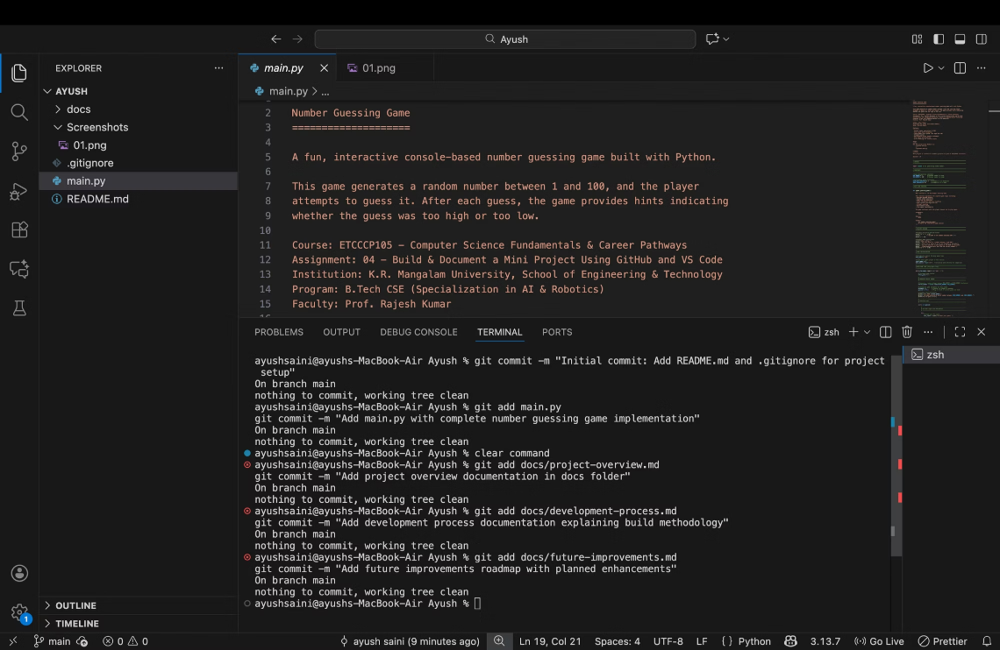 Ayush
EXPLORER
AYUSH
docs
Screenshots
01.png
.gitignore
main.py
README.md
OUTLINE
TIMELINE
main.py
01.png
main.py > ...
2 Number Guessing Game
3 ====================
4
5 A fun, interactive console-based number guessing game built with Python.
6
7 This game generates a random number between 1 and 100, and the player
8 attempts to guess it. After each guess, the game provides hints indicating
9 whether the guess was too high or too low.
10
11 Course: ETCCCP105 – Computer Science Fundamentals & Career Pathways
12 Assignment: 04 – Build & Document a Mini Project Using GitHub and VS Code
13 Institution: K.R. Mangalam University, School of Engineering & Technology
14 Program: B.Tech CSE (Specialization in AI & Robotics)
15 Faculty: Prof. Rajesh Kumar
PROBLEMS OUTPUT DEBUG CONSOLE TERMINAL PORTS
zsh
zsh
ayushsaini@ayushs-MacBook-Air Ayush % git commit -m "Initial commit: Add README.md and .gitignore for project
setup"
On branch main
nothing to commit, working tree clean
ayushsaini@ayushs-MacBook-Air Ayush % git add main.py
git commit -m "Add main.py with complete number guessing game implementation"
On branch main
nothing to commit, working tree clean
ayushsaini@ayushs-MacBook-Air Ayush % clear command
ayushsaini@ayushs-MacBook-Air Ayush % git add docs/project-overview.md
git commit -m "Add project overview documentation in docs folder"
On branch main
nothing to commit, working tree clean
ayushsaini@ayushs-MacBook-Air Ayush % git add docs/development-process.md
git commit -m "Add development process documentation explaining build methodology"
On branch main
nothing to commit, working tree clean
ayushsaini@ayushs-MacBook-Air Ayush % git add docs/future-improvements.md
git commit -m "Add future improvements roadmap with planned enhancements"
On branch main
nothing to commit, working tree clean
ayushsaini@ayushs-MacBook-Air Ayush %
1
main 0 0 ayush saini (9 minutes ago) Ln 19, Col 21 Spaces: 4 UTF-8 LF { } Python 3.13.7 Go Live Prettier